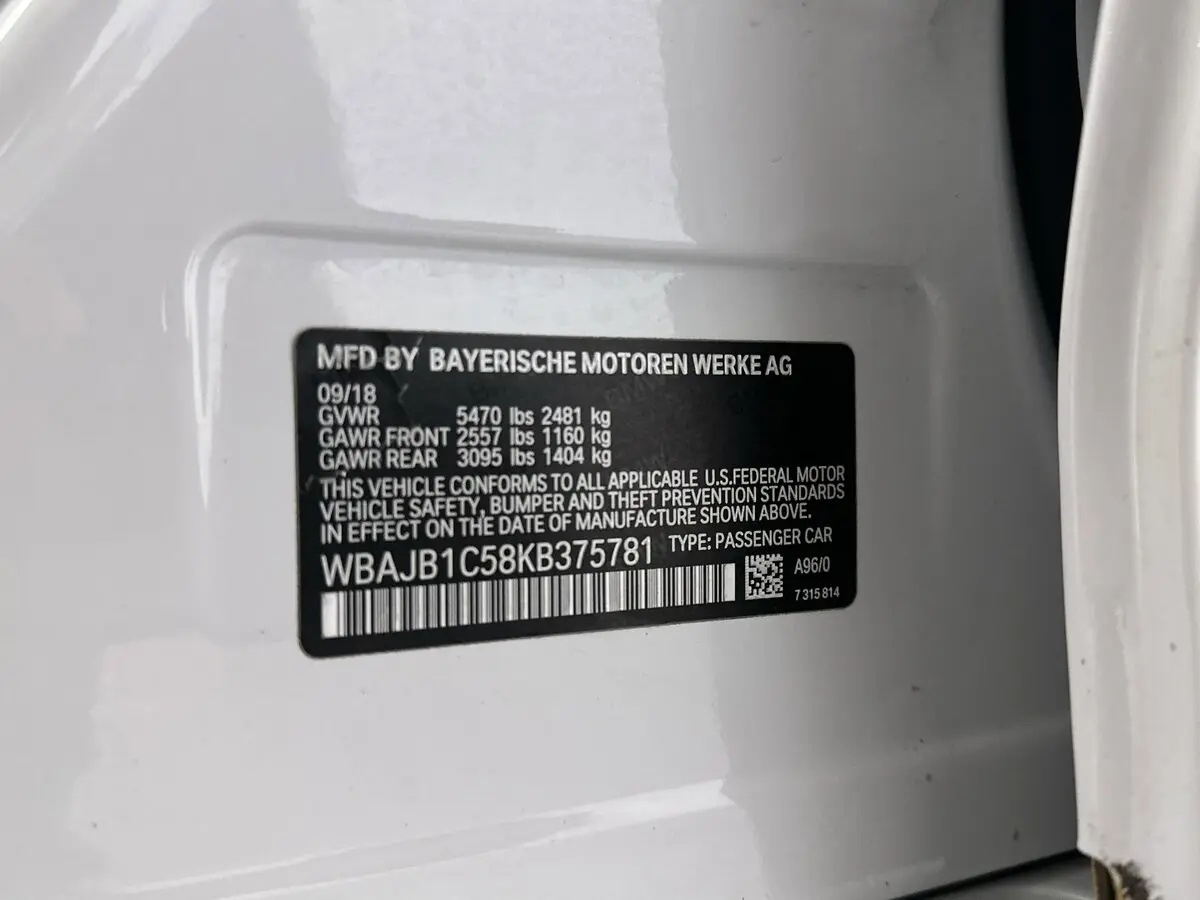 MFD BY BAYERISCHE MOTOREN WERKE AG
09/18
GVWR 5470 lbs 2481 kg
GAWR FRONT 2557 lbs 1160 kg
GAWR REAR 3095 lbs 1404 kg
THIS VEHICLE CONFORMS TO ALL APPLICABLE U.S.FEDERAL MOTOR
VEHICLE SAFETY, BUMPER AND THEFT PREVENTION STANDARDS
IN EFFECT ON THE DATE OF MANUFACTURE SHOWN ABOVE.
WBAJB1C58KB375781 TYPE: PASSENGER CAR
A96/0
7 315 814